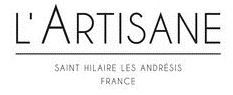 L'ARTISANE
SAINT HILAIRE LES ANDRÉSIS
FRANCE